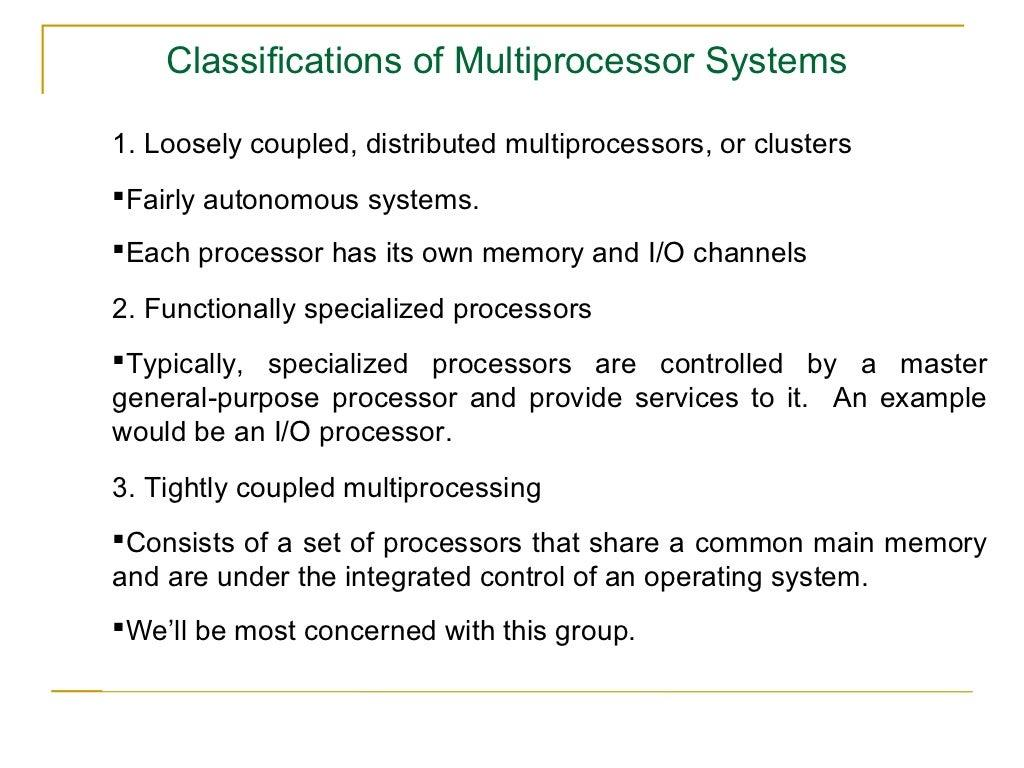 Classifications of Multiprocessor Systems
1. Loosely coupled, distributed multiprocessors, or clusters
▪Fairly autonomous systems.
▪Each processor has its own memory and I/O channels
2. Functionally specialized processors
▪Typically, specialized processors are controlled by a master
general-purpose processor and provide services to it.  An example
would be an I/O processor.
3. Tightly coupled multiprocessing
▪Consists of a set of processors that share a common main memory
and are under the integrated control of an operating system.
▪We’ll be most concerned with this group.